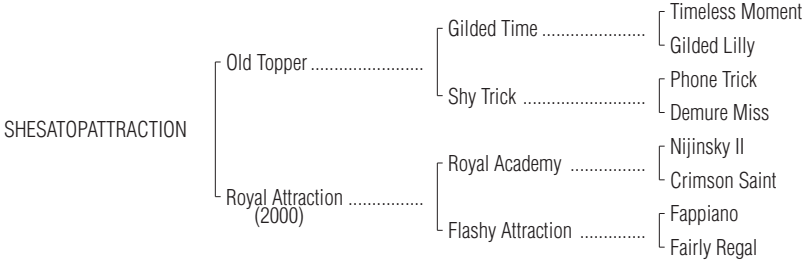 Timeless Moment
Gilded Time ......................
Gilded Lilly
Old Topper ........................
Phone Trick
Shy Trick .........................
Demure Miss
SHESATOPATTRACTION
Nijinsky II
Royal Academy ................
Crimson Saint
Royal Attraction ................
(2000)
Fappiano
Flashy Attraction ..............
Fairly Regal